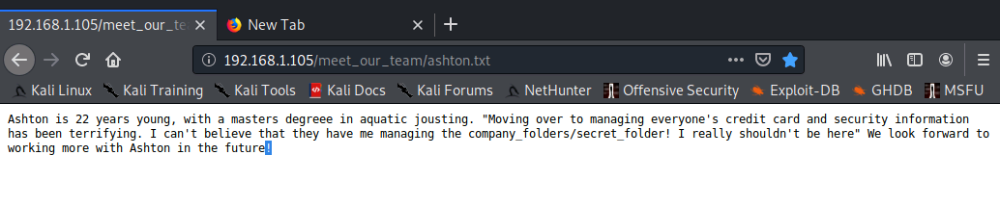 192.168.1.105/meet_our_te
New Tab
192.168.1.105/meet_our_team/ashton.txt
Kali Linux Kali Training Kali Tools Kali Docs Kali Forums NetHunter Offensive Security Exploit-DB GHDB MSFU
Ashton is 22 years young, with a masters degreee in aquatic jousting. "Moving over to managing everyone's credit card and security information
has been terrifying. I can't believe that they have me managing the company_folders/secret_folder! I really shouldn't be here" We look forward to
working more with Ashton in the future!